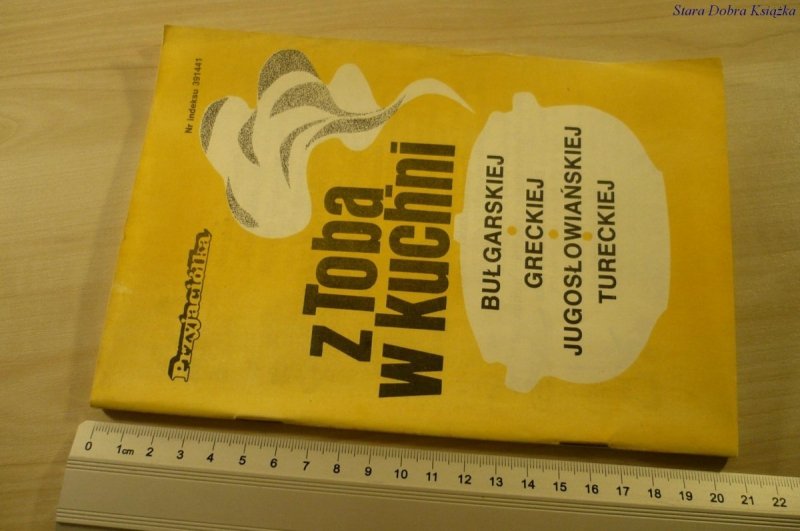 Stara Dobra Książka
Nr indeksu 391441
Przyjaciółka
z Tobą
w kuchni
BUŁGARSKIEJ
GRECKIEJ
JUGOSŁOWIAŃSKIEJ
TURECKIEJ
0 1cm 2 3 4 5 6 7 8 9 10 11 12 13 14 15 16 17 18 19 20 21 22